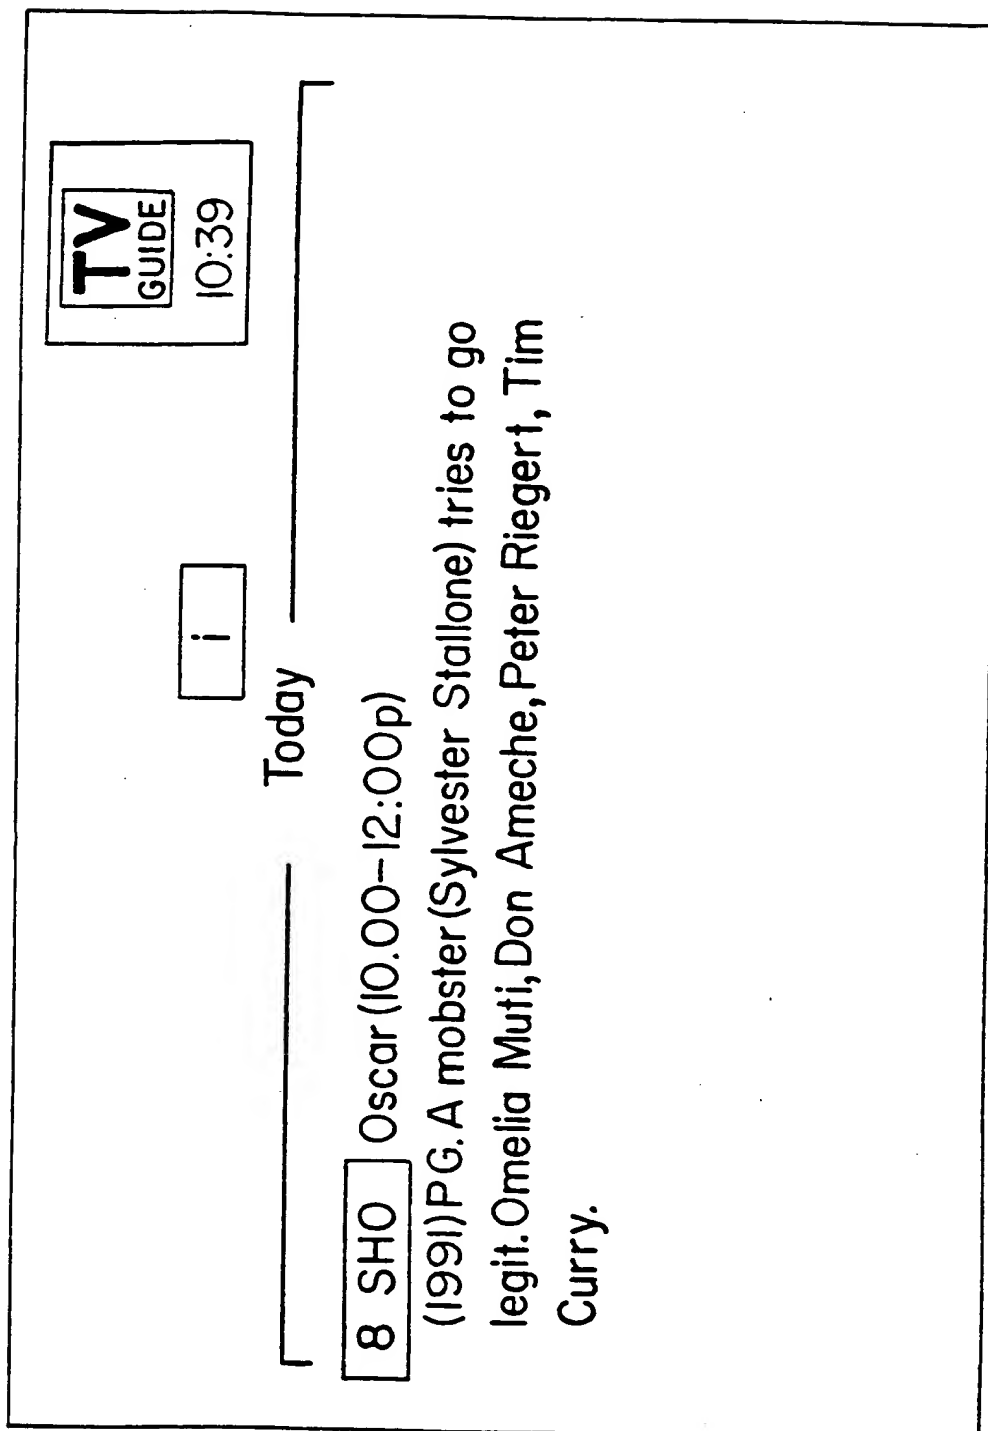 TV
GUIDE
10:39
i
Today
8 SHO Oscar (10.00-12:00p)
(1991) PG. A mobster (Sylvester Stallone) tries to go
legit. Omelia Muti, Don Ameche, Peter Riegert, Tim
Curry.